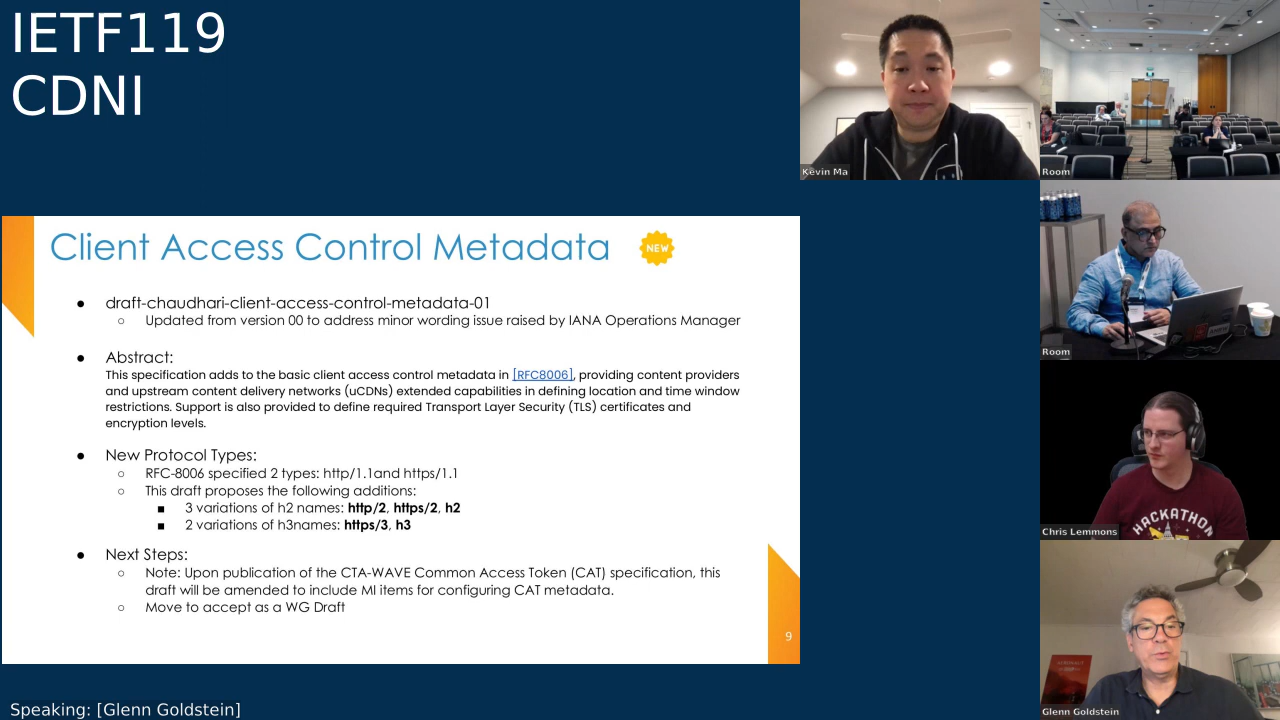 IETF119
CDNI
Kevin Ma
Room
Client Access Control Metadata
NEW
● draft-chaudhari-client-access-control-metadata-01
○ Updated from version 00 to address minor wording issue raised by IANA Operations Manager
● Abstract:
This specification adds to the basic client access control metadata in [RFC8006], providing content providers
and upstream content delivery networks (uCDNs) extended capabilities in defining location and time window
restrictions. Support is also provided to define required Transport Layer Security (TLS) certificates and
encryption levels.
● New Protocol Types:
○ RFC-8006 specified 2 types: http/1.1and https/1.1
○ This draft proposes the following additions:
■ 3 variations of h2 names: http/2, https/2, h2
■ 2 variations of h3names: https/3, h3
● Next Steps:
○ Note: Upon publication of the CTA-WAVE Common Access Token (CAT) specification, this
draft will be amended to include MI items for configuring CAT metadata.
○ Move to accept as a WG Draft
9
Room
HACKATHON
Chris Lemmons
Glenn Goldstein
Speaking: [Glenn Goldstein]